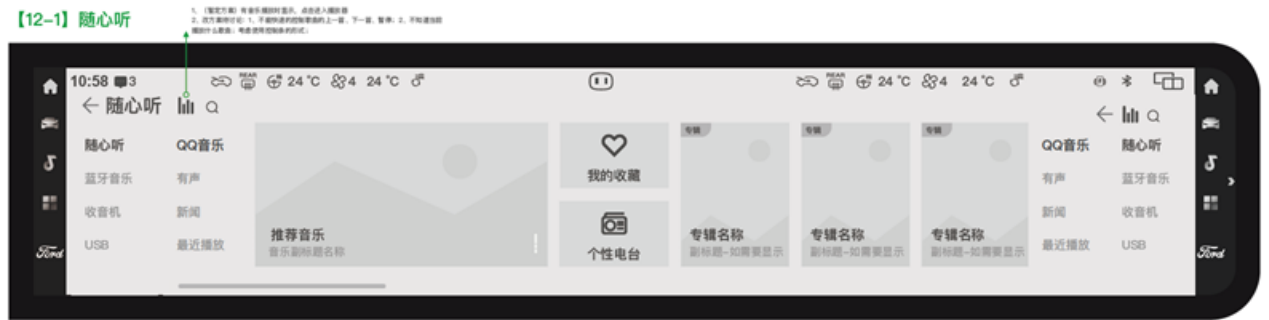 【12-1】随心听
1、（暂定方案）有音乐播放时显示，点击进入播放器
2、改方案待讨论：1、不能快速的控制歌曲的上一首、下一首、暂停；2、不知道当前
播放什么歌曲；考虑使用控制条的形式；
10:58 3
REAR 24℃ 4 24℃
REAR 24℃ 4 24℃
随心听
随心听 QQ音乐
蓝牙音乐 有声
收音机 新闻
USB 最近播放
推荐音乐
音乐副标题名称
我的收藏
个性电台
专辑
专辑名称
副标题-如需要显示
专辑
专辑名称
副标题-如需要显示
专辑
专辑名称
副标题-如需要显示
QQ音乐 随心听
有声 蓝牙音乐
新闻 收音机
最近播放 USB
Ford
Ford